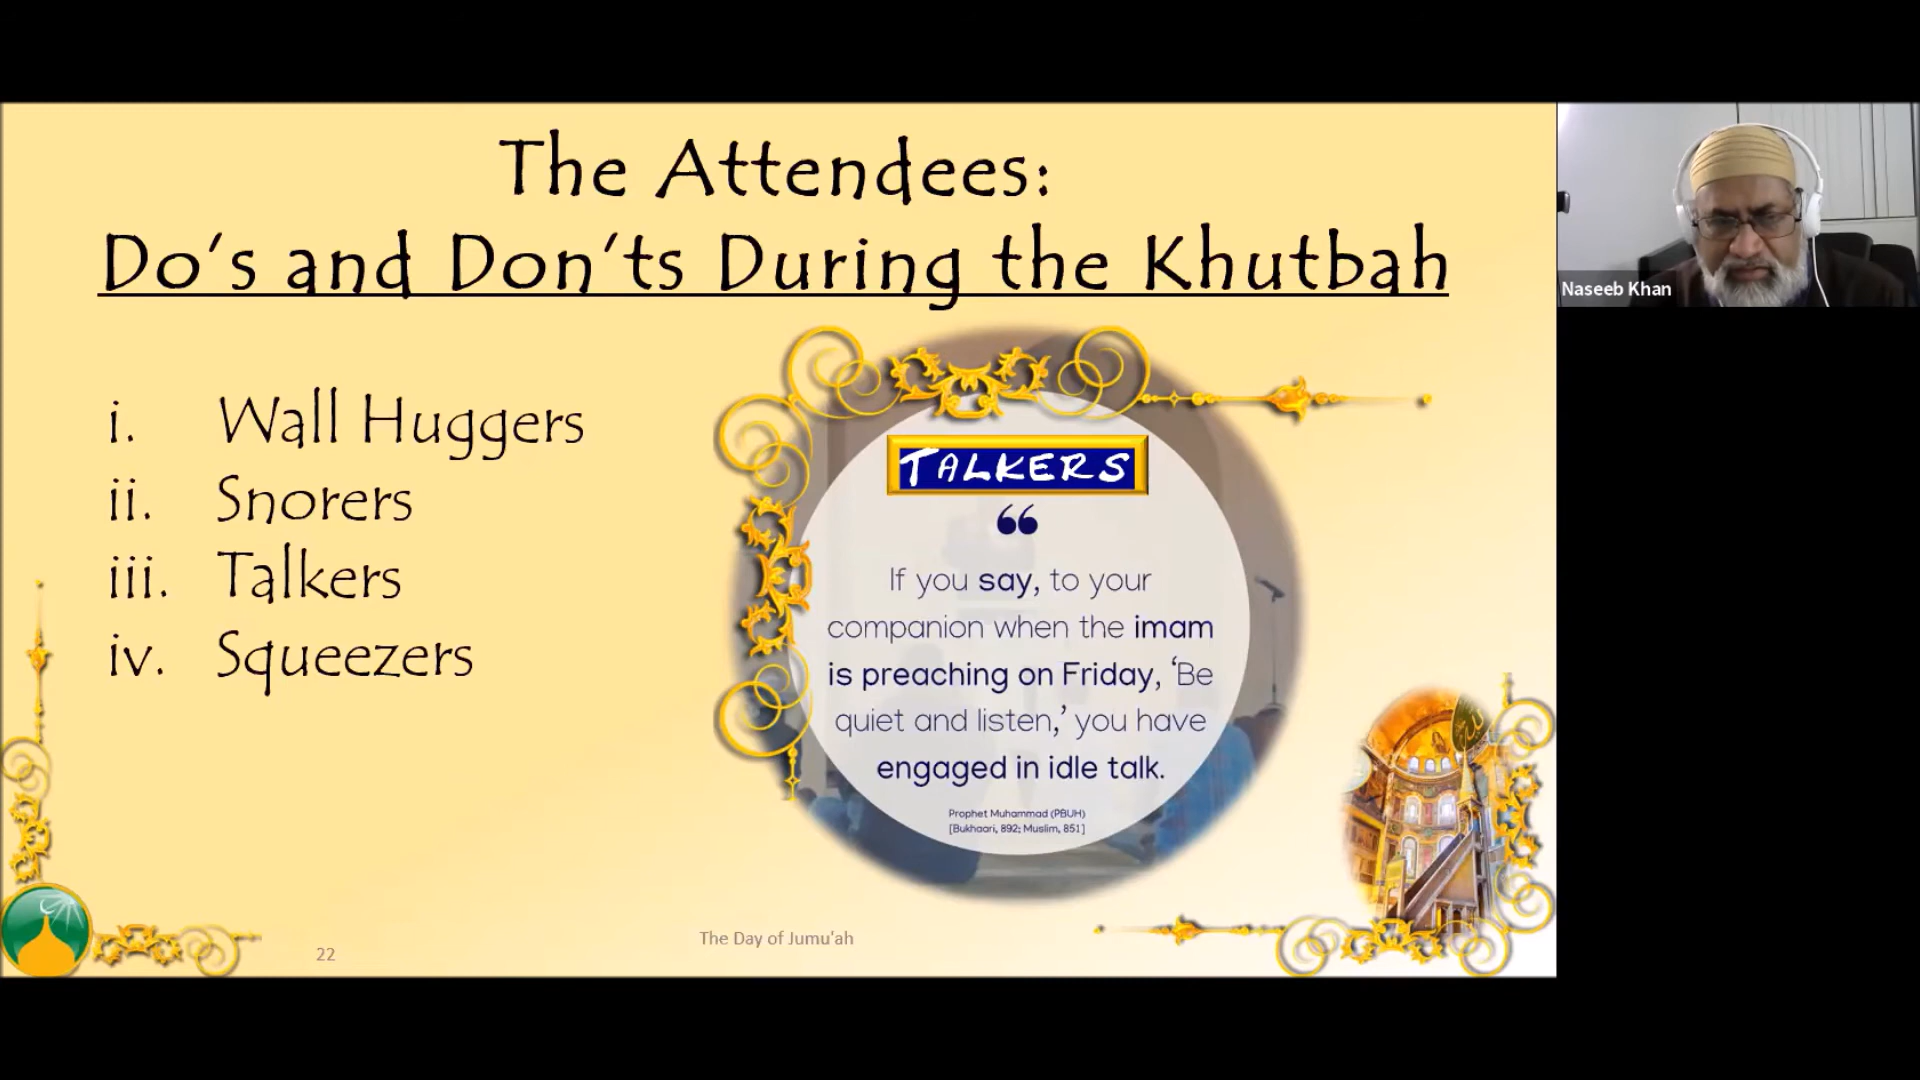 The Attendees:
Do's and Don'ts During the Khutbah
i. Wall Huggers
ii. Snorers
iii. Talkers
iv. Squeezers
TALKERS
“
If you say, to your
companion when the imam
is preaching on Friday, ‘Be
quiet and listen,’ you have
engaged in idle talk.
Prophet Muhammad (PBUH)
[Bukhaari, 892; Muslim, 851]
The Day of Jumu'ah
22
Naseeb Khan